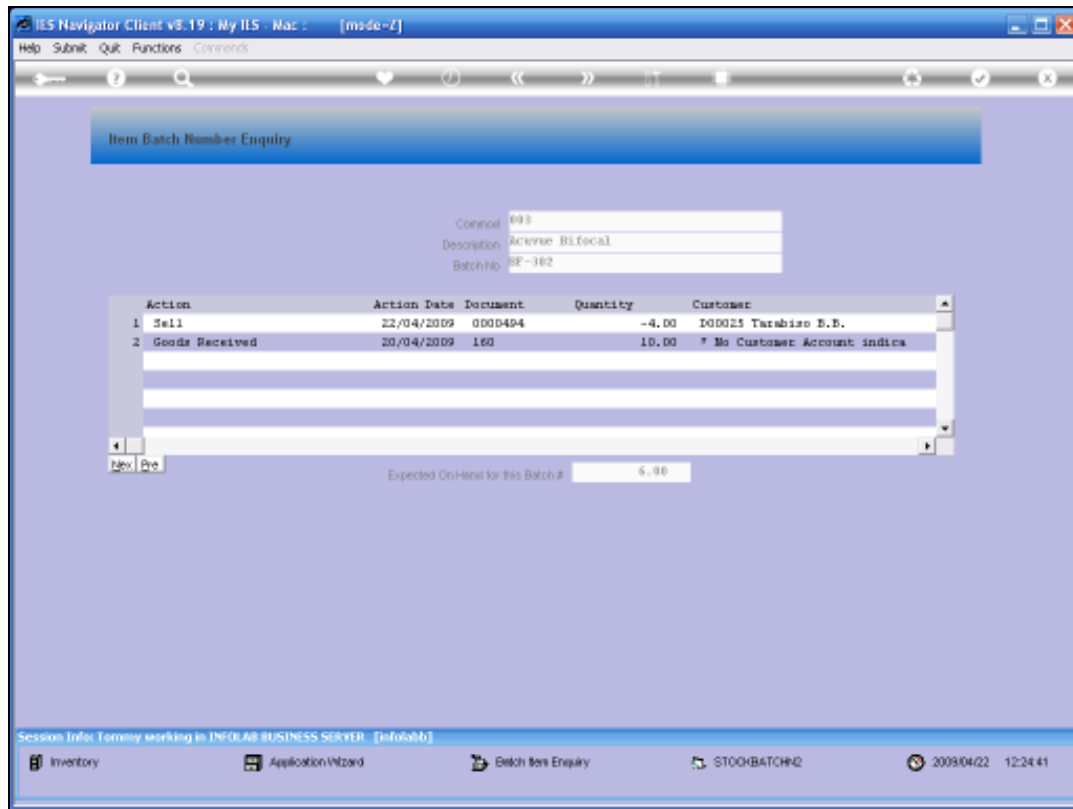 IES Navigator Client v8.19 : My IES - Mac : [mode=Z]
Help Submit Quit Functions Commands
Item Batch Number Enquiry
Commod 003
Description Acuvue Bifocal
Batch No BF-302
Action Action Date Document Quantity Customer
1 Sell 22/04/2009 0000494 -4.00 D00025 Tarabiso B.B.
2 Goods Received 20/04/2009 160 10.00 * No Customer Account indica
Nex Pre
Expected On Hand for this Batch # 6.00
Session Info: Tommy working in INFOLAB BUSINESS SERVER [infolabb]
Inventory Application Wizard Batch Item Enquiry STOCKBATCHN2 2009/04/22 12:24:41